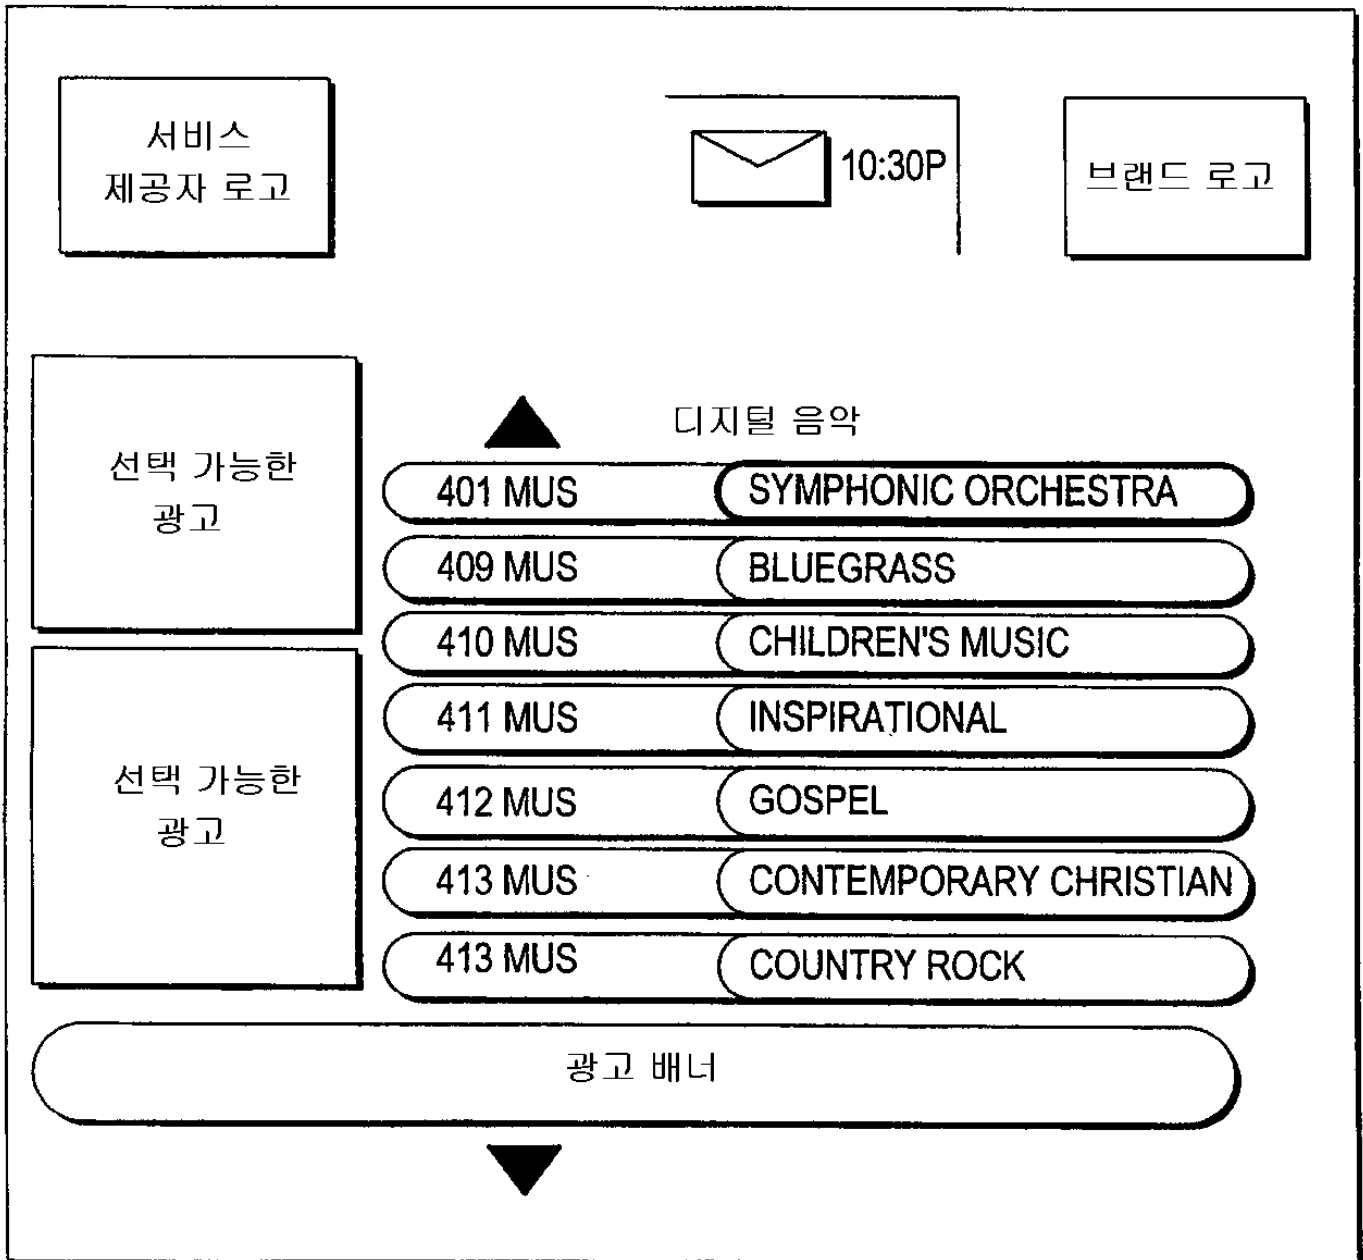 서비스
제공자 로고
10:30P
브랜드 로고
선택 가능한
광고
선택 가능한
광고
디지털 음악
401 MUS SYMPHONIC ORCHESTRA
409 MUS BLUEGRASS
410 MUS CHILDREN'S MUSIC
411 MUS INSPIRATIONAL
412 MUS GOSPEL
413 MUS CONTEMPORARY CHRISTIAN
413 MUS COUNTRY ROCK
광고 배너